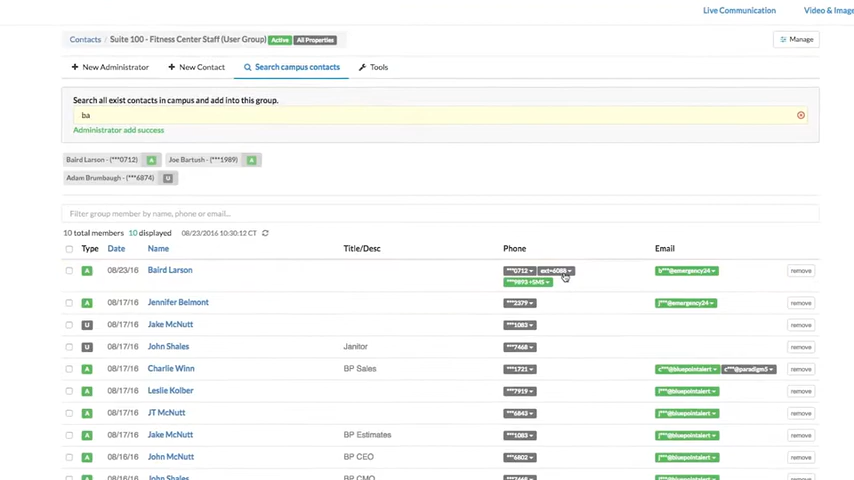 Live Communication Video & Image
Contacts / Suite 100 - Fitness Center Staff (User Group) Active All Properties Manage
New Administrator New Contact Search campus contacts Tools
Search all exist contacts in campus and add into this group.
ba
Administrator add success
Baird Larson - (***0712) A Joe Bartush - (***1989) A
Adam Brumbaugh - (***6874) U
Filter group member by name, phone or email...
10 total members 10 displayed 08/23/2016 10:30:12 CT
Type Date Name Title/Desc Phone Email
A 08/23/16 Baird Larson ***0712 ext=6088 b***@emergency24 remove
***9893 +SMS
A 08/17/16 Jennifer Belmont ***2379 j***@emergency24 remove
U 08/17/16 Jake McNutt ***1083 remove
U 08/17/16 John Shales Janitor ***7468 remove
A 08/17/16 Charlie Winn BP Sales ***1721 c***@bluepointalert c***@paradigm5 remove
A 08/17/16 Leslie Kolber ***7919 l***@bluepointalert remove
A 08/17/16 JT McNutt ***6843 j***@bluepointalert remove
A 08/17/16 Jake McNutt BP Estimates ***1083 j***@bluepointalert remove
A 08/16/16 John McNutt BP CEO ***6802 j***@bluepointalert remove
A 08/16/16 John Shales BP CMO ***7468 j***@bluepointalert remove